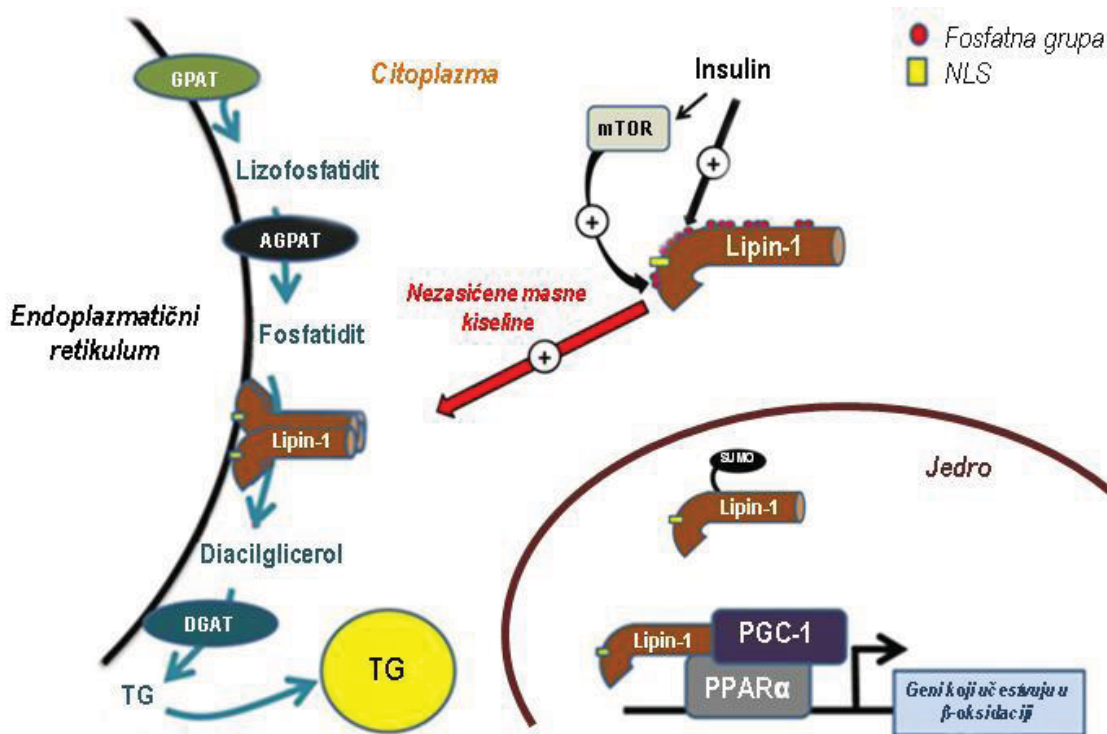 Fosfatna grupa
NLS
Citoplazma
Insulin
GPAT
mTOR
+
Lizofosfatidit
+
AGPAT
Lipin-1
Nezasićene masne
kiseline
Endoplazmatični
retikulum
Fosfatidit
+
Lipin-1
SUMO
Jedro
Lipin-1
Diacilglicerol
DGAT
PGC-1
Lipin-1
TG
TG
PPARα
Geni koji učestvuju u
β-oksidaciji